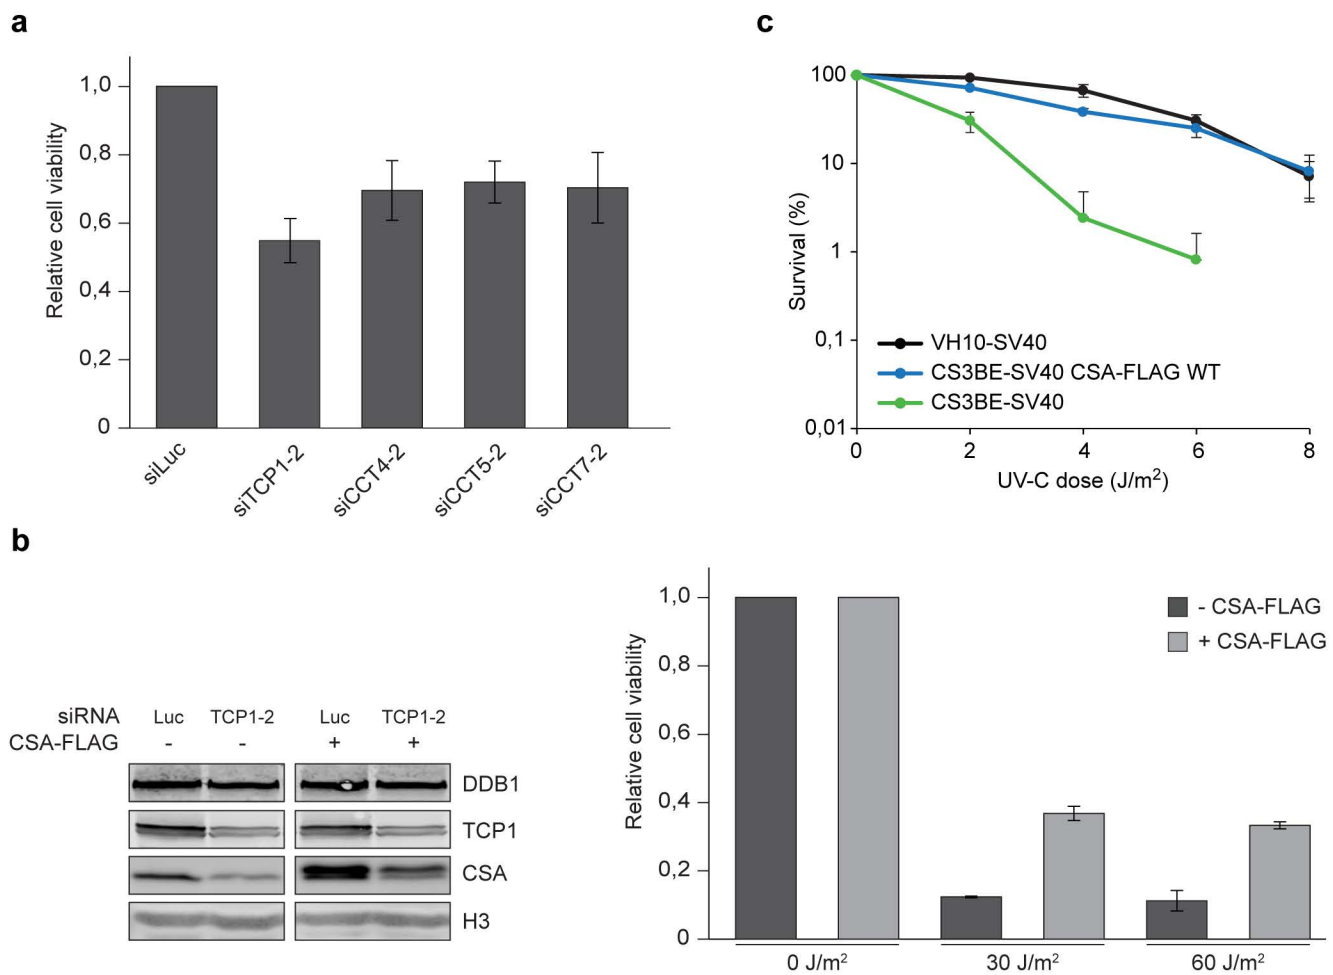 a
Relative cell viability
1,0
0,8
0,6
0,4
0,2
0
siLuc
siTCP1-2
siCCT4-2
siCCT5-2
siCCT7-2
c
Survival (%)
100
10
1
0,1
0,01
VH10-SV40
CS3BE-SV40 CSA-FLAG WT
CS3BE-SV40
0 2 4 6 8
UV-C dose (J/m²)
b
siRNA Luc TCP1-2 Luc TCP1-2
CSA-FLAG - - + +
DDB1
TCP1
CSA
H3
Relative cell viability
1,0
0,8
0,6
0,4
0,2
0
- CSA-FLAG
+ CSA-FLAG
0 J/m² 30 J/m² 60 J/m²